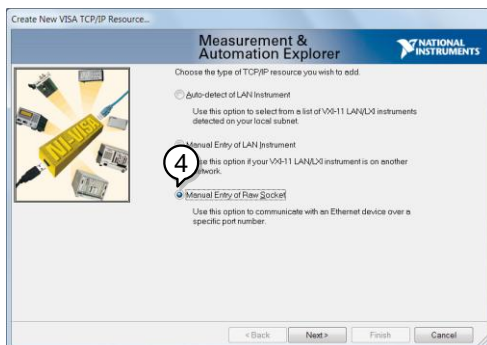 Create New VISA TCP/IP Resource...
Measurement &
Automation Explorer
NATIONAL
INSTRUMENTS
Choose the type of TCP/IP resource you wish to add.
Auto-detect of LAN Instrument
Use this option to select from a list of VXI-11 LAN/LXI instruments
detected on your local subnet.
Manual Entry of LAN Instrument
this option if your VXI-11 LAN/LXI instrument is on another
4
Manual Entry of Raw Socket
Use this option to communicate with an Ethernet device over a
specific port number.
NI-VISA
< Back Next > Finish Cancel